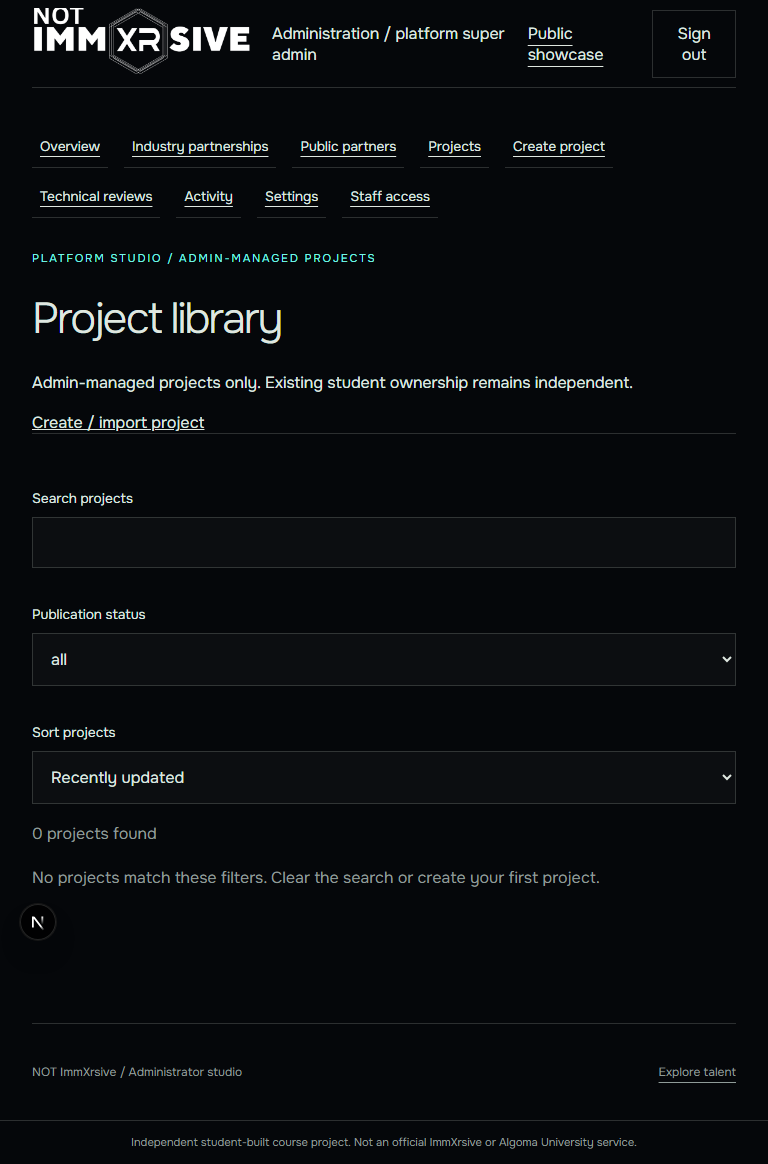 NOT
IMMXRSIVE
Administration / platform super
admin
Public
showcase
Sign
out
Overview
Industry partnerships
Public partners
Projects
Create project
Technical reviews
Activity
Settings
Staff access
PLATFORM STUDIO / ADMIN-MANAGED PROJECTS
Project library
Admin-managed projects only. Existing student ownership remains independent.
Create / import project
Search projects
Publication status
all
Sort projects
Recently updated
0 projects found
No projects match these filters. Clear the search or create your first project.
N
NOT ImmXrsive / Administrator studio
Explore talent
Independent student-built course project. Not an official ImmXrsive or Algoma University service.